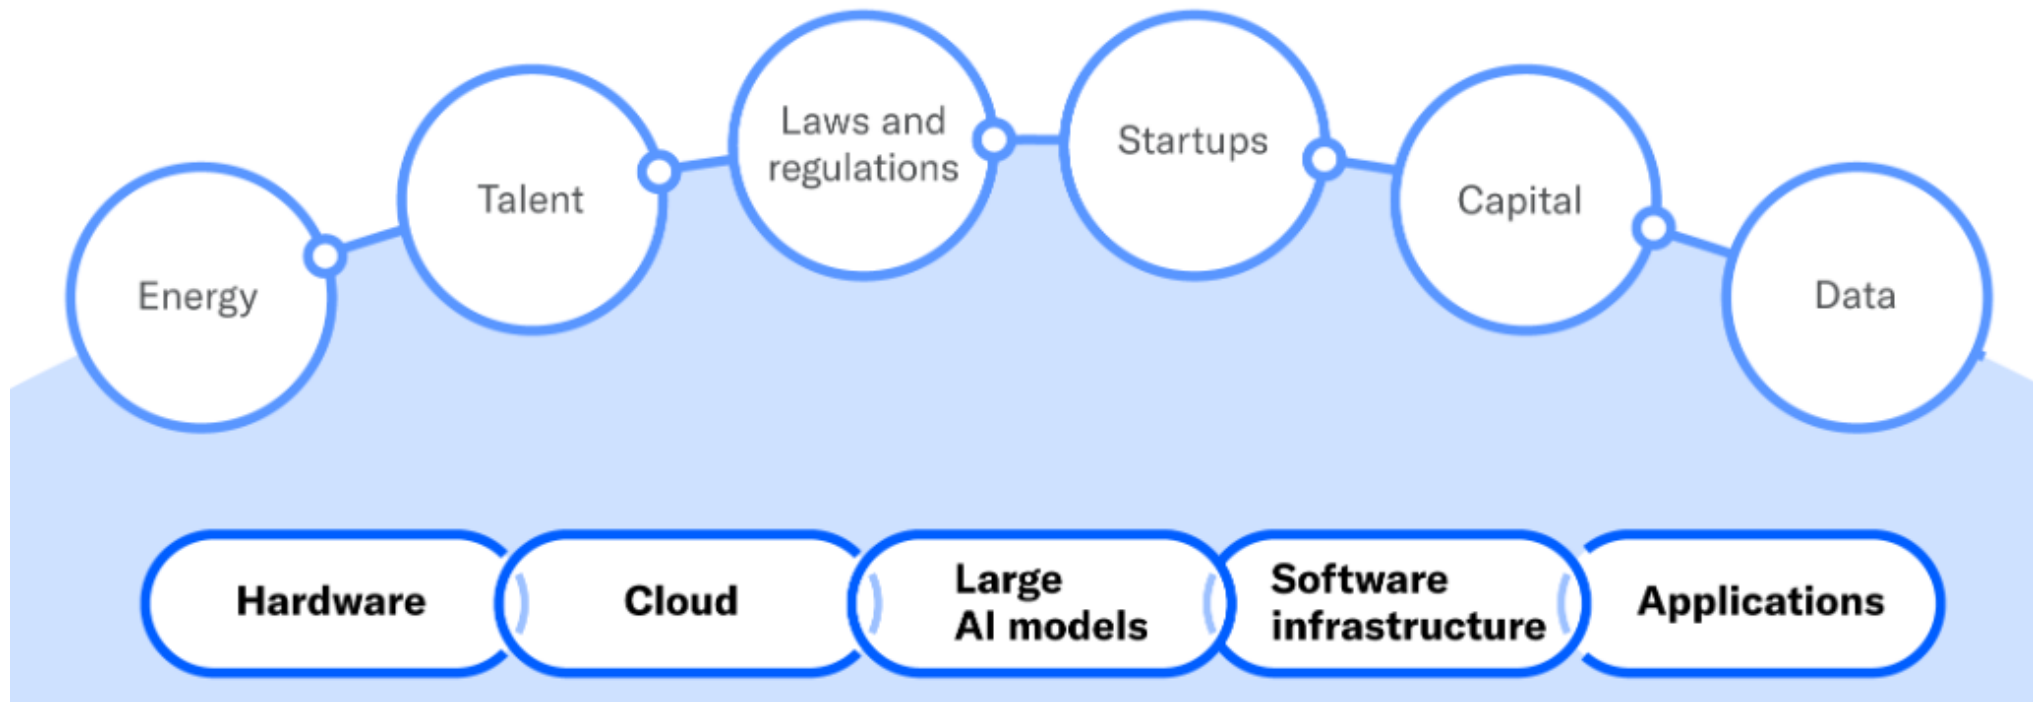 Energy
Talent
Laws and
regulations
Startups
Capital
Data
Hardware
Cloud
Large
AI models
Software
infrastructure
Applications